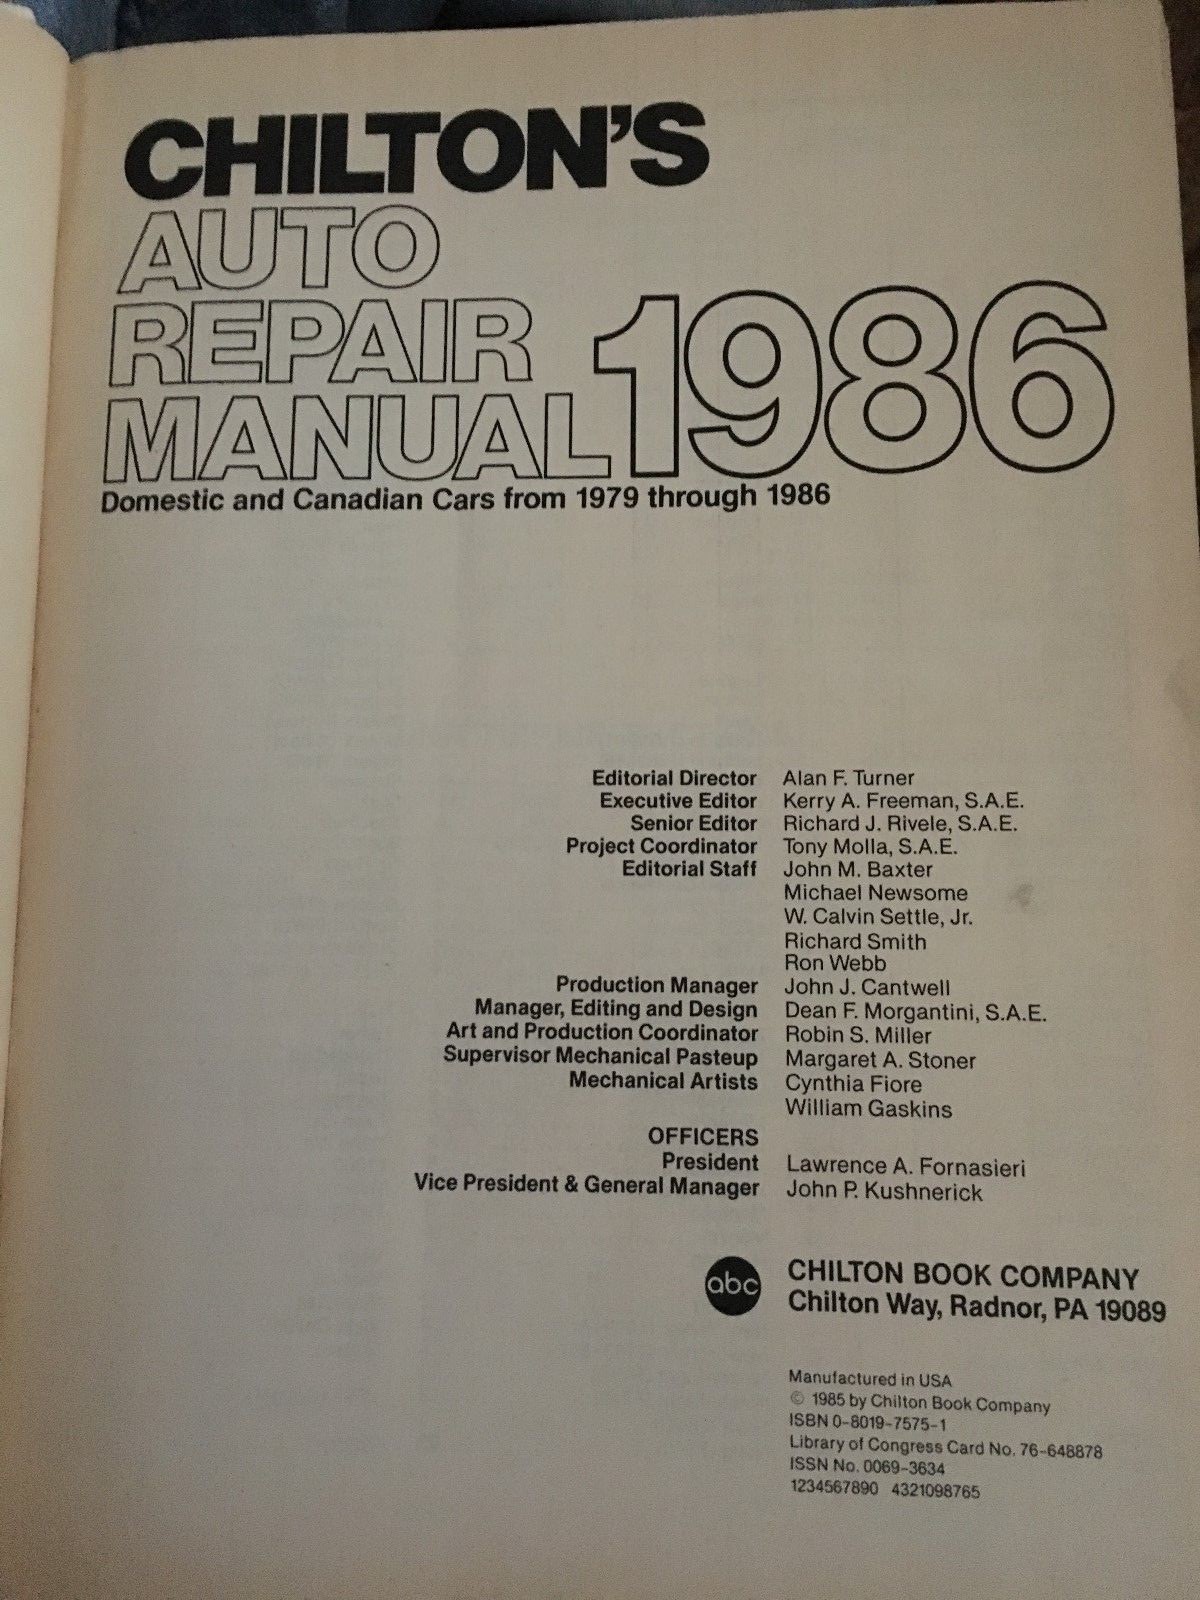 CHILTON'S
AUTO
REPAIR
MANUAL 1986
Domestic and Canadian Cars from 1979 through 1986
Editorial Director Alan F. Turner
Executive Editor Kerry A. Freeman, S.A.E.
Senior Editor Richard J. Rivele, S.A.E.
Project Coordinator Tony Molla, S.A.E.
Editorial Staff John M. Baxter
Michael Newsome
W. Calvin Settle, Jr.
Richard Smith
Ron Webb
Production Manager John J. Cantwell
Manager, Editing and Design Dean F. Morgantini, S.A.E.
Art and Production Coordinator Robin S. Miller
Supervisor Mechanical Pasteup Margaret A. Stoner
Mechanical Artists Cynthia Fiore
William Gaskins
OFFICERS
President Lawrence A. Fornasieri
Vice President & General Manager John P. Kushnerick
abc CHILTON BOOK COMPANY
Chilton Way, Radnor, PA 19089
Manufactured in USA
© 1985 by Chilton Book Company
ISBN 0-8019-7575-1
Library of Congress Card No. 76-648878
ISSN No. 0069-3634
1234567890 4321098765